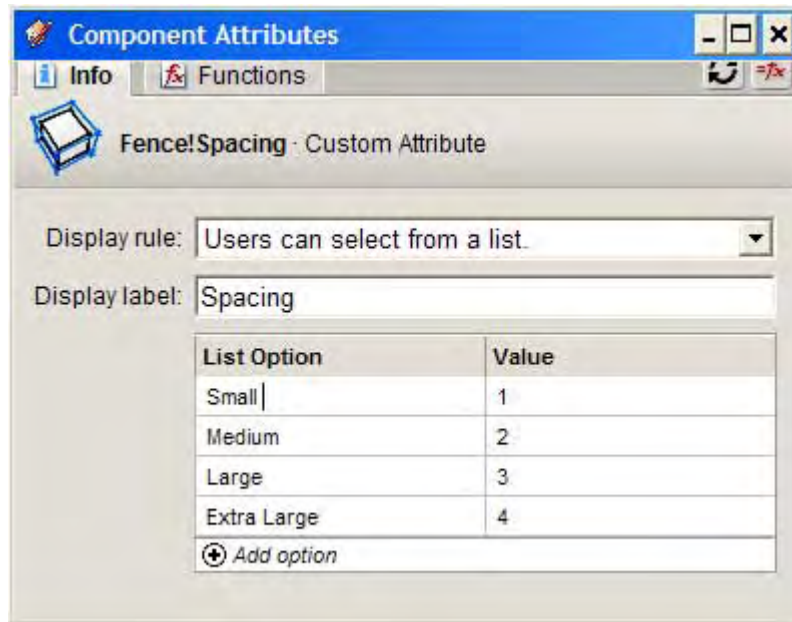 Component Attributes
Info Functions
Fence!Spacing · Custom Attribute
Display rule: Users can select from a list.
Display label: Spacing
List Option Value
Small 1
Medium 2
Large 3
Extra Large 4
Add option